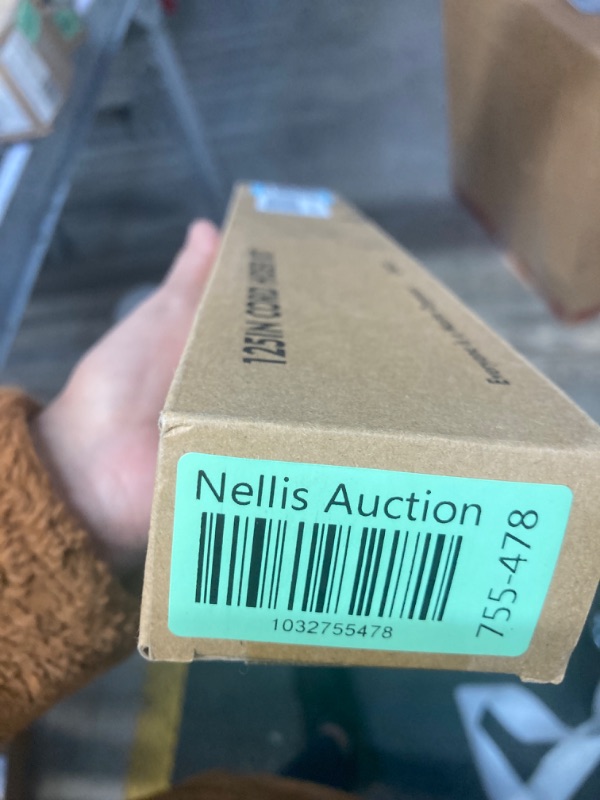 125IN CORD HIDER KIT
Nellis Auction
1032755478
755-478